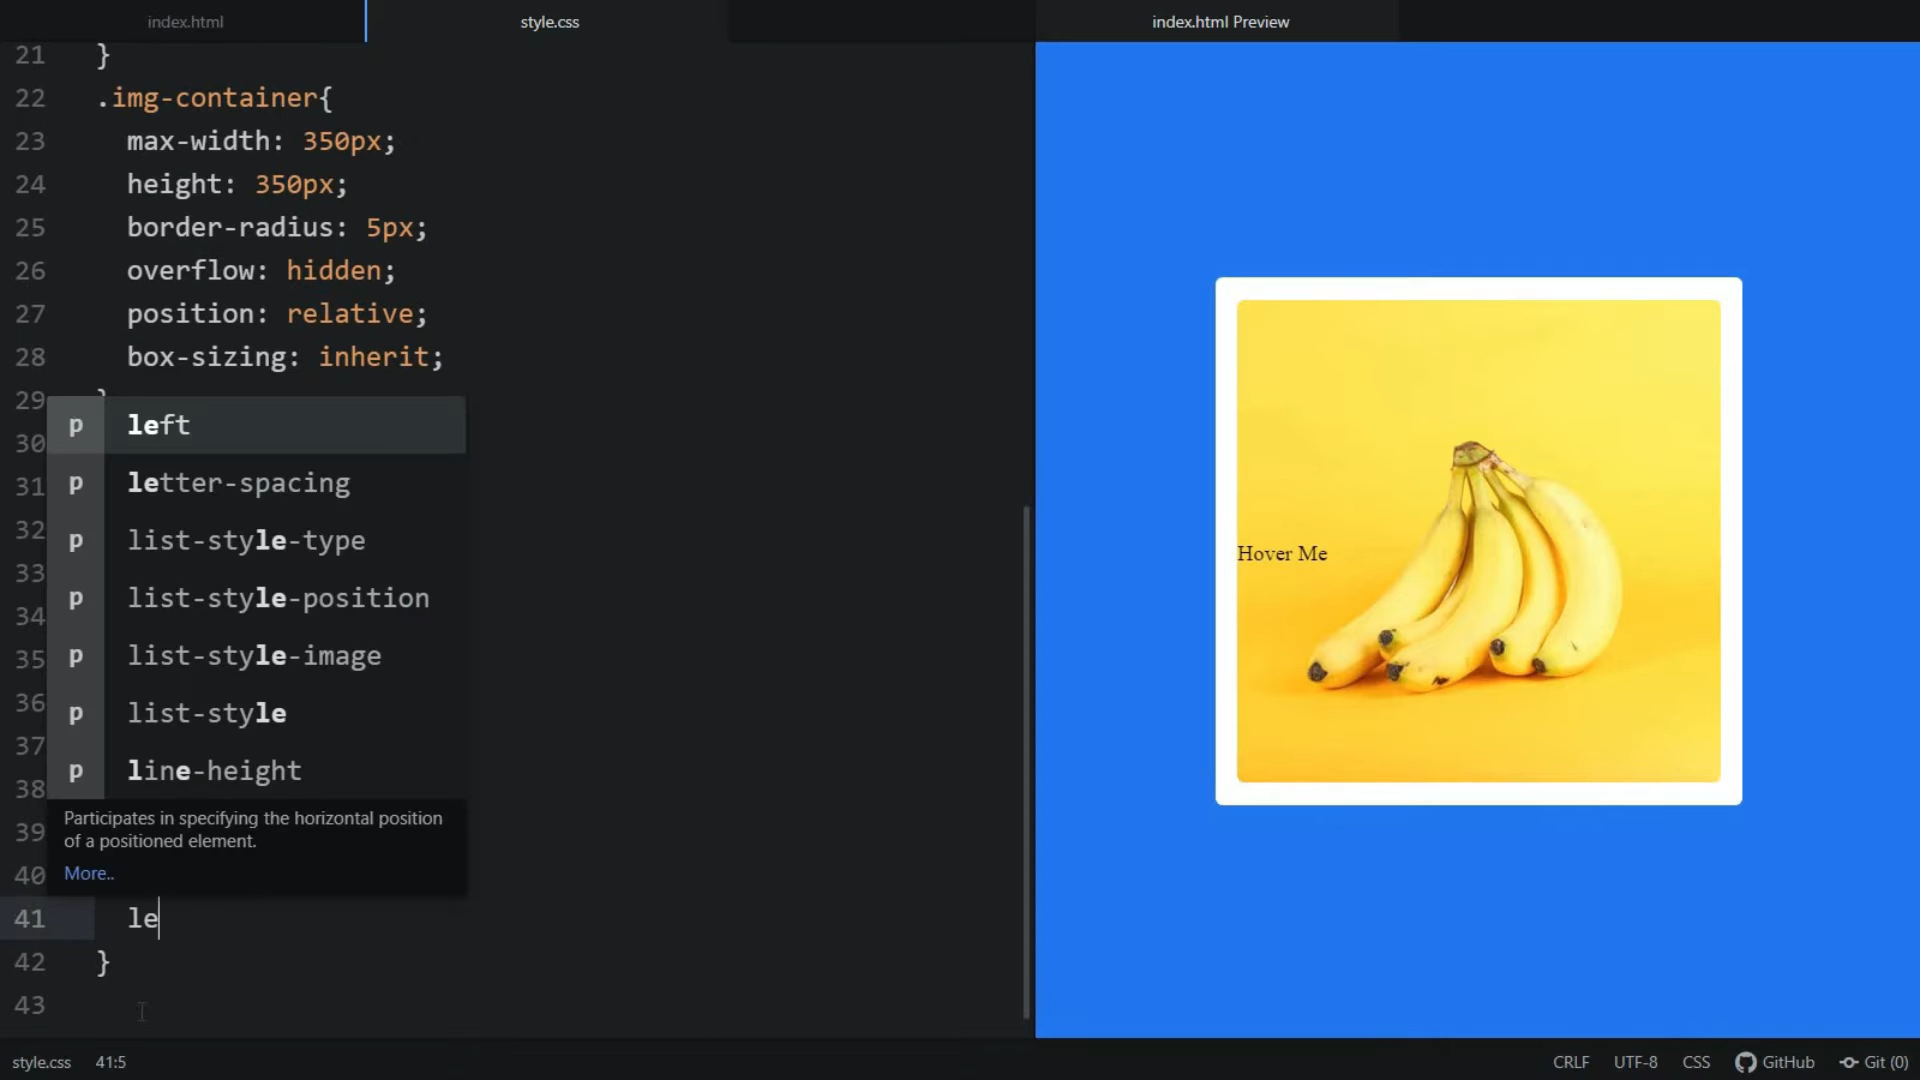 index.html
style.css
index.html Preview
21 }
22 .img-container{
23 max-width: 350px;
24 height: 350px;
25 border-radius: 5px;
26 overflow: hidden;
27 position: relative;
28 box-sizing: inherit;
29 }
30
31
32
33
34
35
36
37
38
39
40
p left
p letter-spacing
p list-style-type
p list-style-position
p list-style-image
p list-style
p line-height
Participates in specifying the horizontal position
of a positioned element.
More..
41 le
42 }
43
Hover Me
style.css 41:5
CRLF UTF-8 CSS GitHub Git (0)